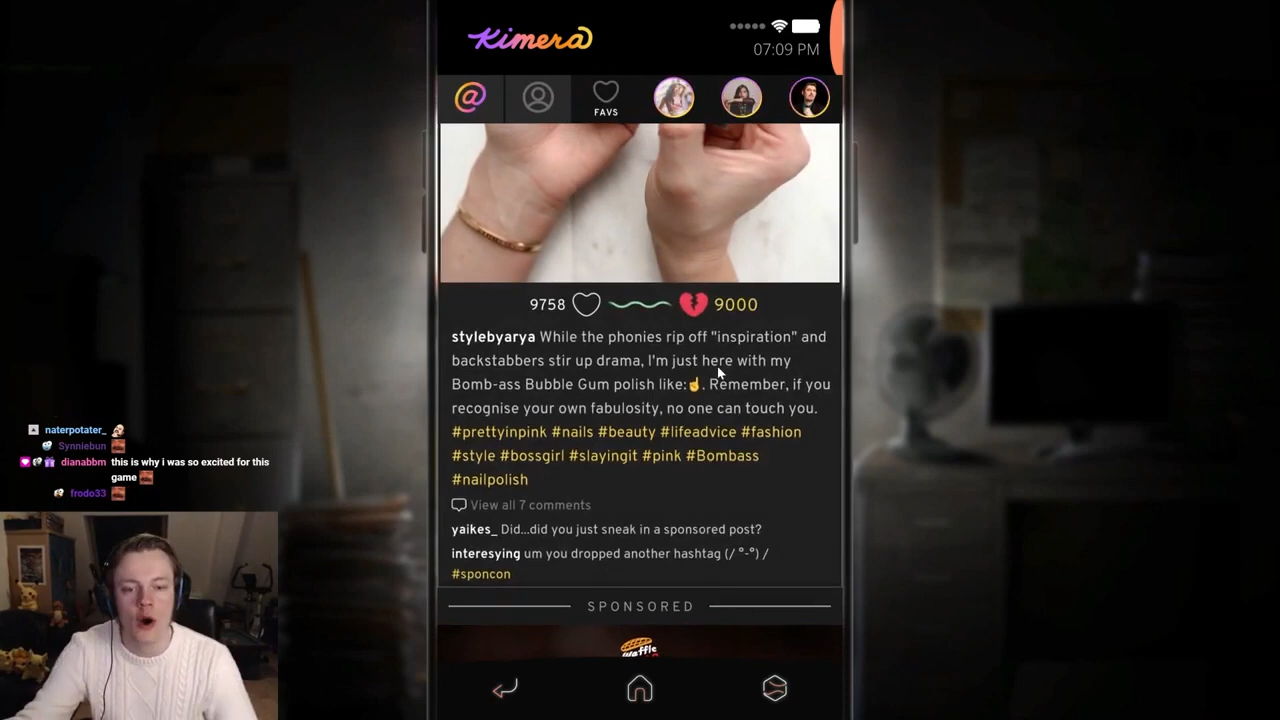 Kimera
07:09 PM
@
FAVS
9758 9000
stylebyarya While the phonies rip off "inspiration" and
backstabbers stir up drama, I'm just here with my
Bomb-ass Bubble Gum polish like:☝. Remember, if you
recognise your own fabulosity, no one can touch you.
#prettyinpink #nails #beauty #lifeadvice #fashion
#style #bossgirl #slayingit #pink #Bombass
#nailpolish
View all 7 comments
yaikes_ Did...did you just sneak in a sponsored post?
interesying um you dropped another hashtag (/ °-°) /
#sponcon
SPONSORED
Waffle
naterpotater_
Synniebun
dianabbm this is why i was so excited for this
game
frodo33